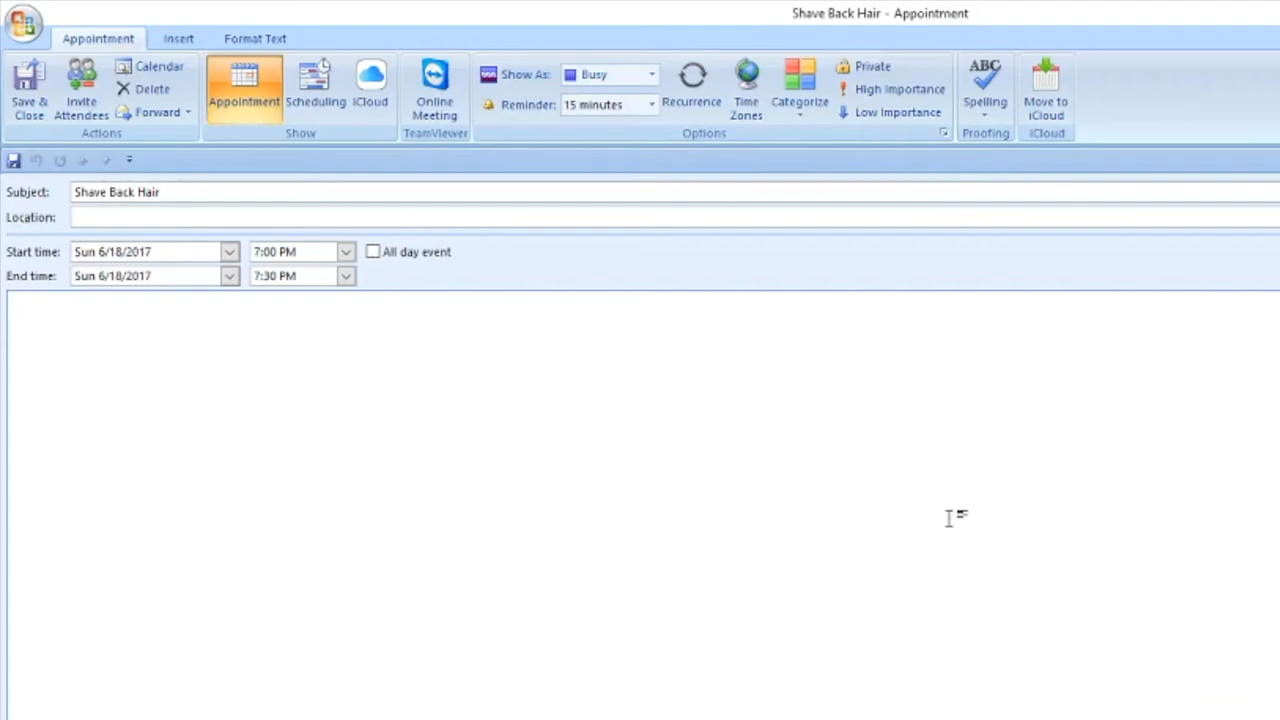 Shave Back Hair - Appointment
Appointment Insert Format Text
Save & Close
Invite Attendees
Calendar
Delete
Forward
Actions
Appointment
Scheduling
iCloud
Show
Online Meeting
TeamViewer
Show As: Busy
Reminder: 15 minutes
Recurrence
Time Zones
Categorize
Private
High Importance
Low Importance
Options
ABC
Spelling
Proofing
Move to iCloud
iCloud
Subject: Shave Back Hair
Location:
Start time: Sun 6/18/2017 7:00 PM All day event
End time: Sun 6/18/2017 7:30 PM